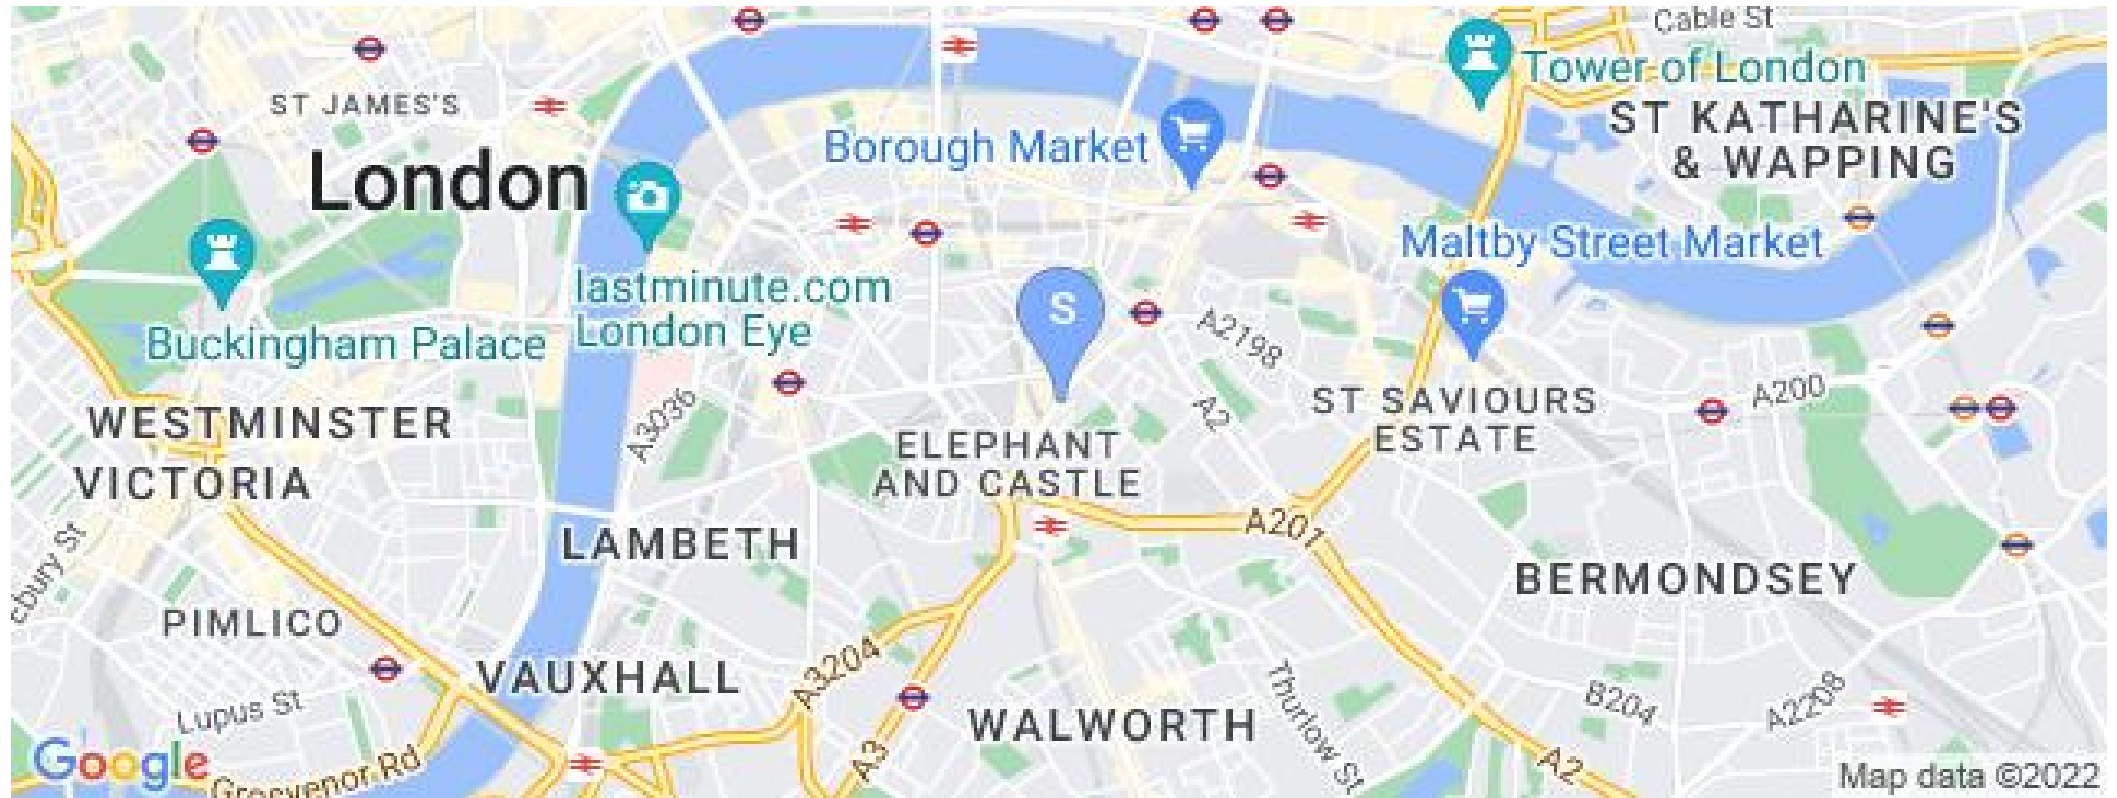 Cable St
Tower of London
ST JAMES'S
ST KATHARINE'S
& WAPPING
Borough Market
London
Maltby Street Market
lastminute.com
London Eye
S
Buckingham Palace
A2198
A3036
A2
A200
ST SAVIOURS
ESTATE
WESTMINSTER
ELEPHANT
AND CASTLE
VICTORIA
A201
LAMBETH
cbury St
BERMONDSEY
PIMLICO
A3204
VAUXHALL
Lupus St
Thurlow St
B204
A2208
WALWORTH
Google
Grosvenor Rd
A3
A2
Map data ©2022